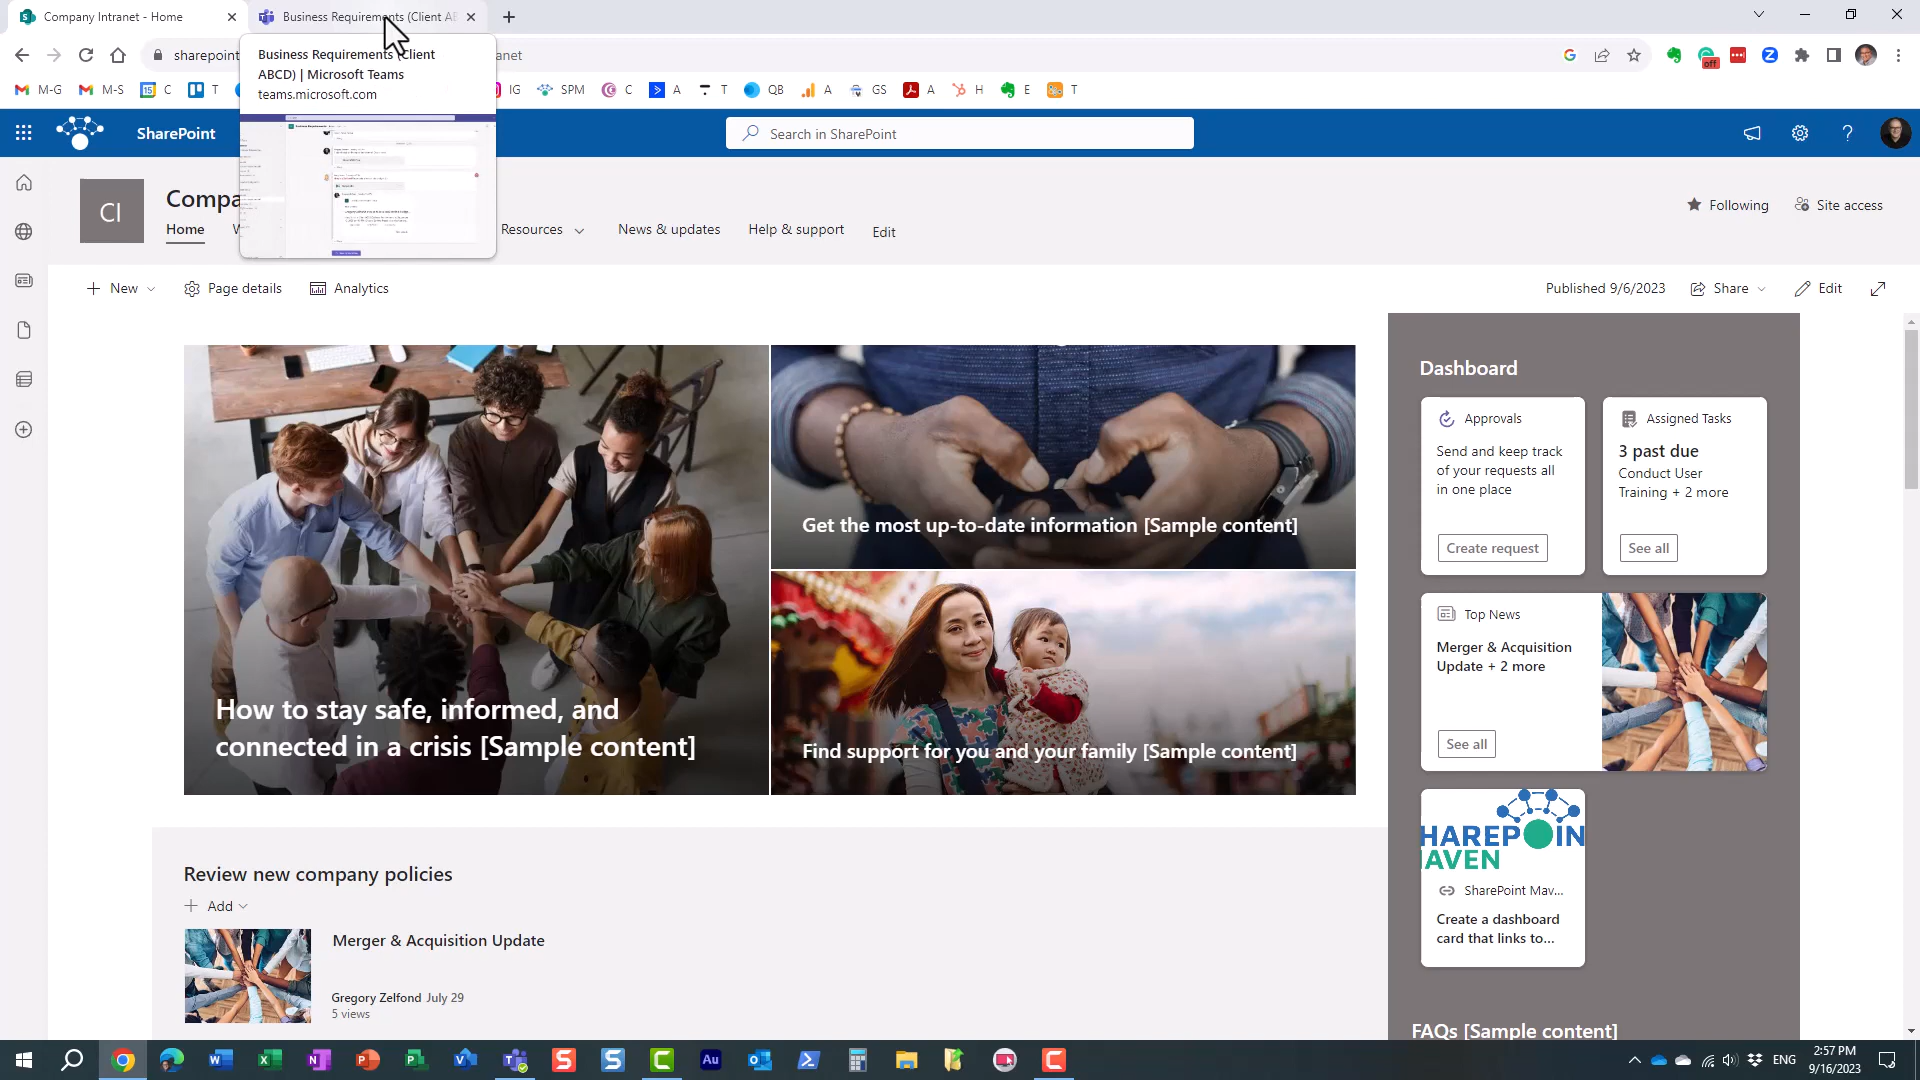 Company Intranet - Home
Business Requirements (Client AB
sharepoint
anet
Business Requirements (Client
ABCD) | Microsoft Teams
teams.microsoft.com
M-G
M-S
C
T
IG
SPM
C
A
T
QB
A
GS
A
H
E
T
off
SharePoint
Search in SharePoint
CI
Compa
Following
Site access
Home
W
Resources
News & updates
Help & support
Edit
New
Page details
Analytics
Published 9/6/2023
Share
Edit
How to stay safe, informed, and
connected in a crisis [Sample content]
Get the most up-to-date information [Sample content]
Find support for you and your family [Sample content]
Dashboard
Approvals
Send and keep track
of your requests all
in one place
Create request
Assigned Tasks
3 past due
Conduct User
Training + 2 more
See all
Top News
Merger & Acquisition
Update + 2 more
See all
HAREPOIN
MAVEN
SharePoint Mav...
Create a dashboard
card that links to...
FAQs [Sample content]
Review new company policies
Add
Merger & Acquisition Update
Gregory Zelfond July 29
5 views
ENG
2:57 PM
9/16/2023